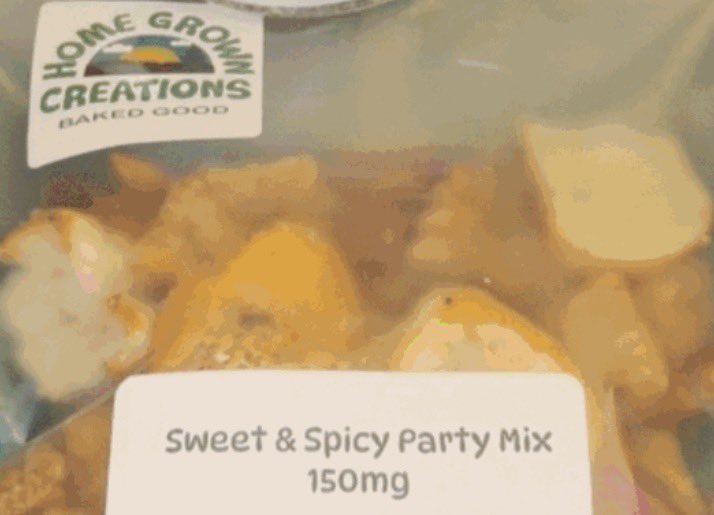 HOME GROWN
CREATIONS
BAKED GOOD
Sweet & Spicy Party Mix
150mg